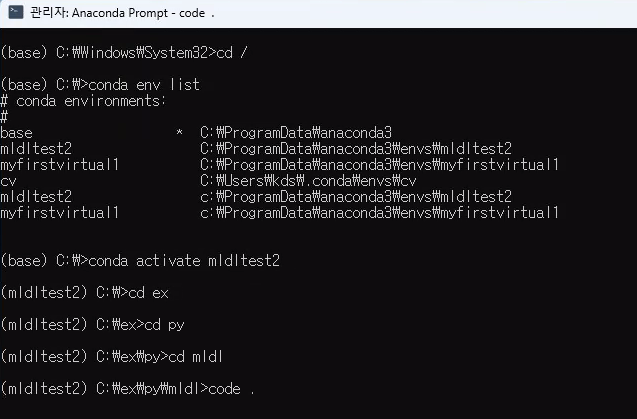 관리자: Anaconda Prompt - code .
(base) C:₩Windows₩System32>cd /
(base) C:₩>conda env list
# conda environments:
#
base * C:₩ProgramData₩anaconda3
mldltest2 C:₩ProgramData₩anaconda3₩envs₩mldltest2
myfirstvirtual1 C:₩ProgramData₩anaconda3₩envs₩myfirstvirtual1
cv C:₩Users₩kds₩.conda₩envs₩cv
mldltest2 c:₩ProgramData₩anaconda3₩envs₩mldltest2
myfirstvirtual1 c:₩ProgramData₩anaconda3₩envs₩myfirstvirtual1
(base) C:₩>conda activate mldltest2
(mldltest2) C:₩>cd ex
(mldltest2) C:₩ex>cd py
(mldltest2) C:₩ex₩py>cd mldl
(mldltest2) C:₩ex₩py₩mldl>code .